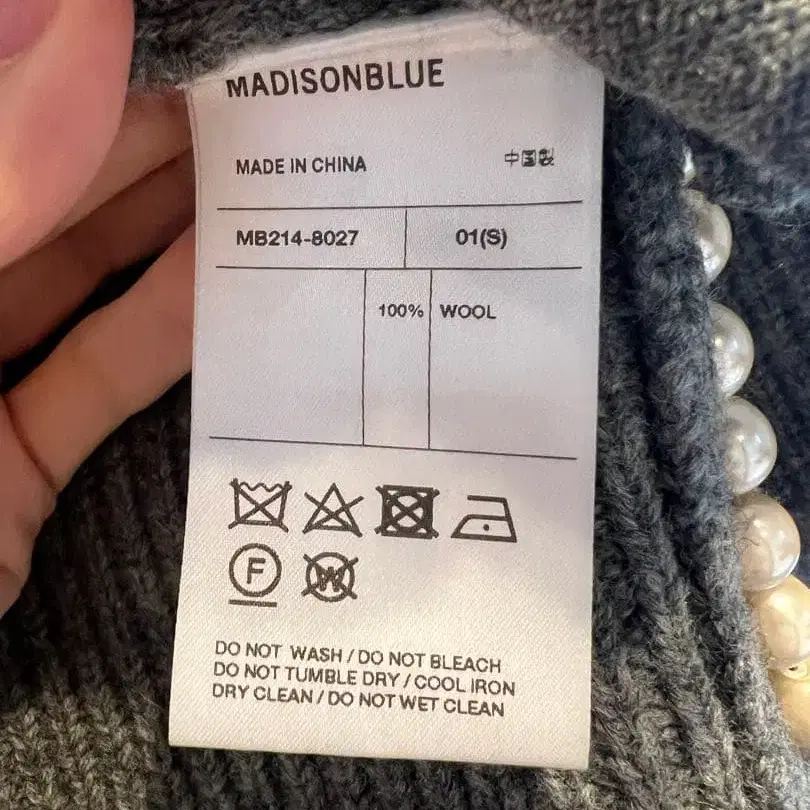 MADISONBLUE
MADE IN CHINA 中国製
MB214-8027 01(S)
100% WOOL
F W
DO NOT WASH / DO NOT BLEACH
DO NOT TUMBLE DRY / COOL IRON
DRY CLEAN / DO NOT WET CLEAN